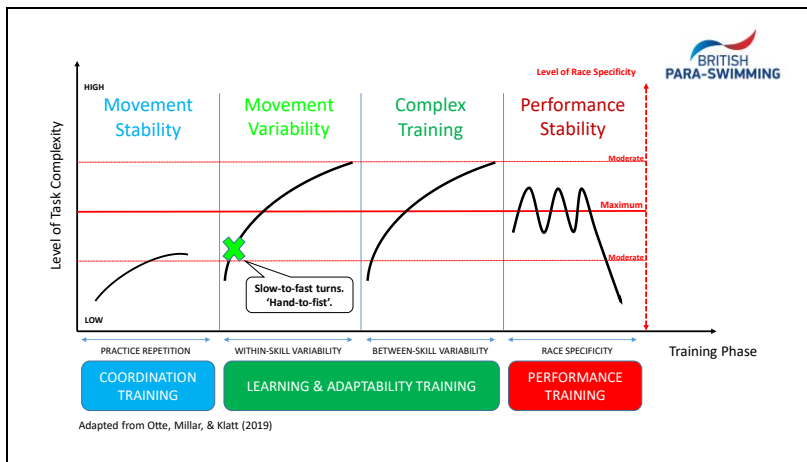 BRITISH
PARA-SWIMMING
Level of Race Specificity
HIGH
Movement
Stability
Movement
Variability
Complex
Training
Performance
Stability
Moderate
Maximum
Moderate
Level of Task Complexity
Slow-to-fast turns.
‘Hand-to-fist’.
LOW
PRACTICE REPETITION
WITHIN-SKILL VARIABILITY
BETWEEN-SKILL VARIABILITY
RACE SPECIFICITY
Training Phase
COORDINATION
TRAINING
LEARNING & ADAPTABILITY TRAINING
PERFORMANCE
TRAINING
Adapted from Otte, Millar, & Klatt (2019)